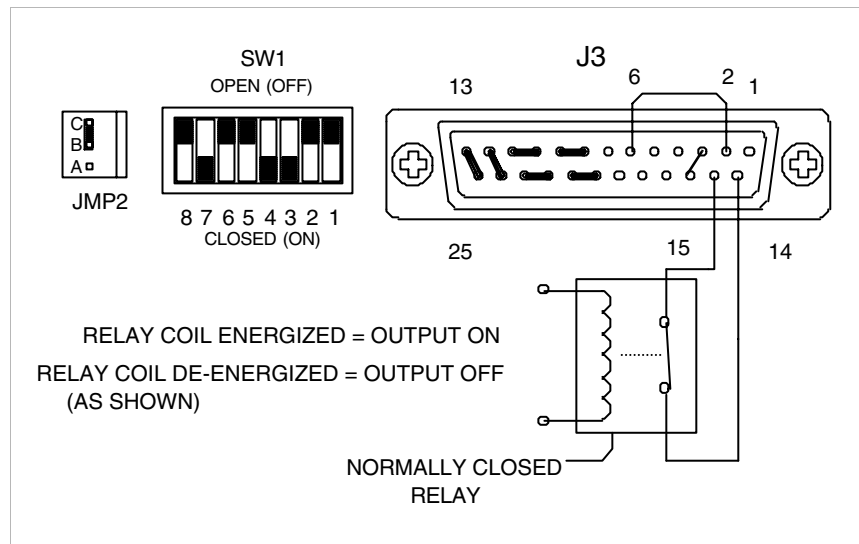 SW1
OPEN (OFF)
J3
13
6
2
1
C
B
A
JMP2
8 7 6 5 4 3 2 1
CLOSED (ON)
25
15
14
RELAY COIL ENERGIZED = OUTPUT ON
RELAY COIL DE-ENERGIZED = OUTPUT OFF
(AS SHOWN)
NORMALLY CLOSED
RELAY